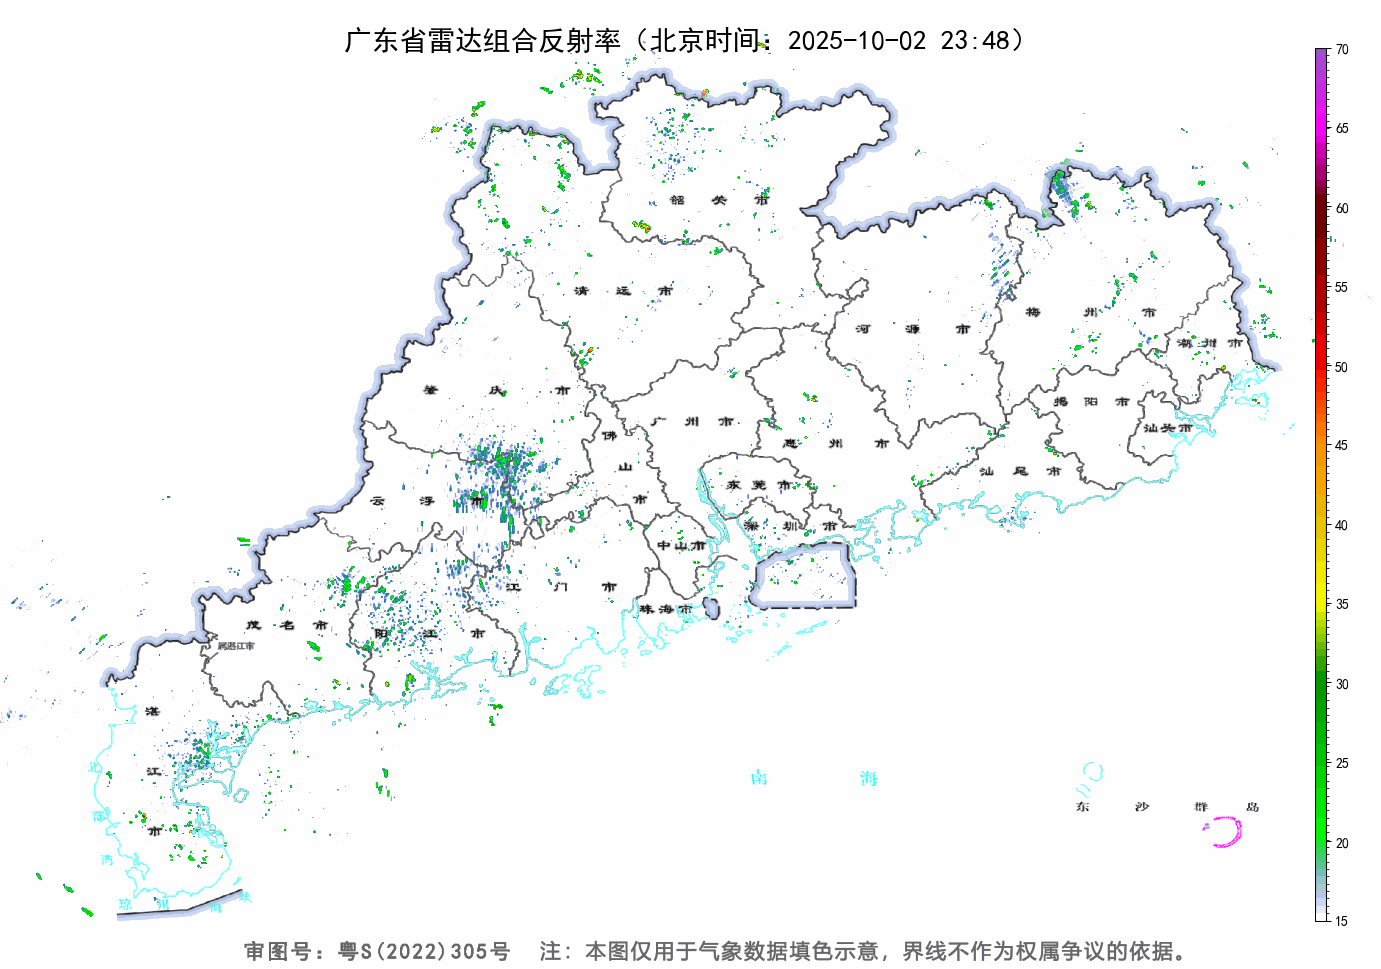 广东省雷达组合反射率（北京时间：2025-10-02 23:48）
70
65
60
55
50
45
40
35
30
25
20
15
韶关市
清远市
河源市
梅州市
潮州市
肇庆市
广州市
惠州市
揭阳市
汕头市
佛山市
云浮市
东莞市
汕尾市
深圳市
中山市
江门市
珠海市
茂名市
阳江市
属湛江市
湛江市
北部湾
南海
东沙群岛
琼州海峡
审图号：粤S(2022)305号 注：本图仅用于气象数据填色示意，界线不作为权属争议的依据。